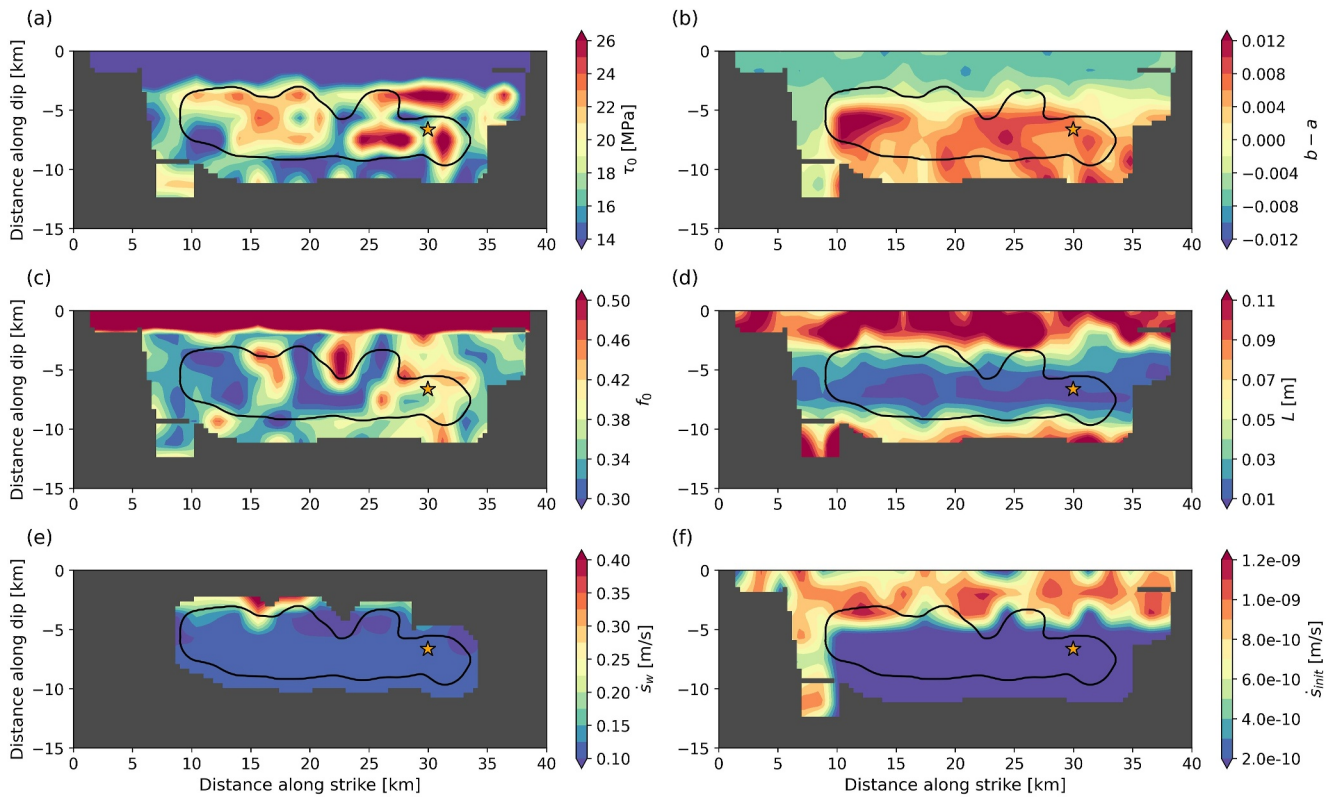 (a)
(b)
Distance along dip [km]
0
−5
−10
−15
0 5 10 15 20 25 30 35 40
26
24
22
20
18
16
14
τ₀ [MPa]
0
−5
−10
−15
0 5 10 15 20 25 30 35 40
0.012
0.008
0.004
0.000
−0.004
−0.008
−0.012
b − a
(c)
(d)
Distance along dip [km]
0
−5
−10
−15
0 5 10 15 20 25 30 35 40
0.50
0.46
0.42
0.38
0.34
0.30
f₀
0
−5
−10
−15
0 5 10 15 20 25 30 35 40
0.11
0.09
0.07
0.05
0.03
0.01
L [m]
(e)
(f)
Distance along dip [km]
0
−5
−10
−15
0 5 10 15 20 25 30 35 40
Distance along strike [km]
0.40
0.35
0.30
0.25
0.20
0.15
0.10
ṡ_w [m/s]
0
−5
−10
−15
0 5 10 15 20 25 30 35 40
Distance along strike [km]
1.2e-09
1.0e-09
8.0e-10
6.0e-10
4.0e-10
2.0e-10
ṡ_init [m/s]